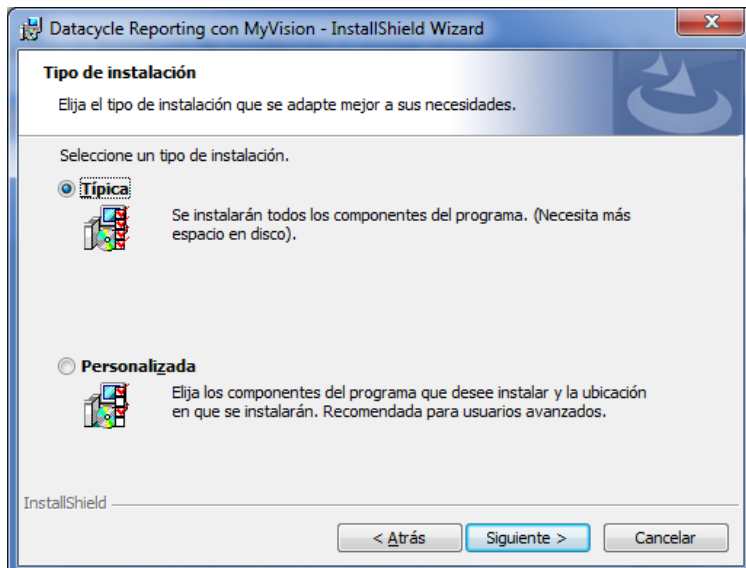 Datacycle Reporting con MyVision - InstallShield Wizard
Tipo de instalación
Elija el tipo de instalación que se adapte mejor a sus necesidades.
Seleccione un tipo de instalación.
Típica
Se instalarán todos los componentes del programa. (Necesita más
espacio en disco).
Personalizada
Elija los componentes del programa que desee instalar y la ubicación
en que se instalarán. Recomendada para usuarios avanzados.
InstallShield
< Atrás Siguiente > Cancelar